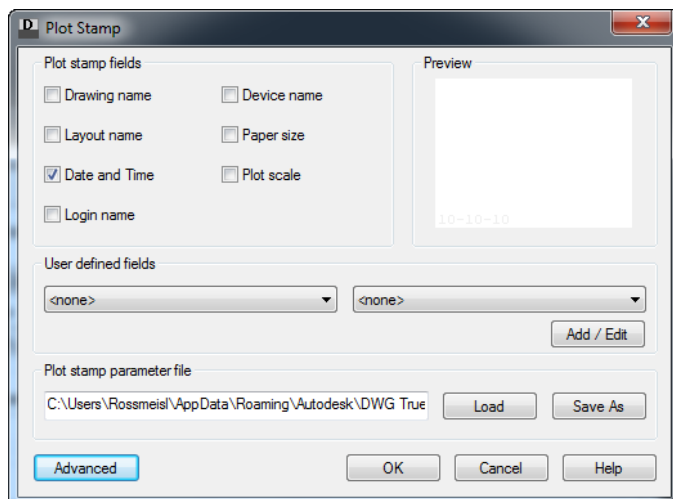 D Plot Stamp
Plot stamp fields
Drawing name
Device name
Layout name
Paper size
Date and Time
Plot scale
Login name
Preview
10-10-10
User defined fields
<none>
<none>
Add / Edit
Plot stamp parameter file
C:\Users\Rossmeisl\AppData\Roaming\Autodesk\DWG True
Load
Save As
Advanced
OK
Cancel
Help